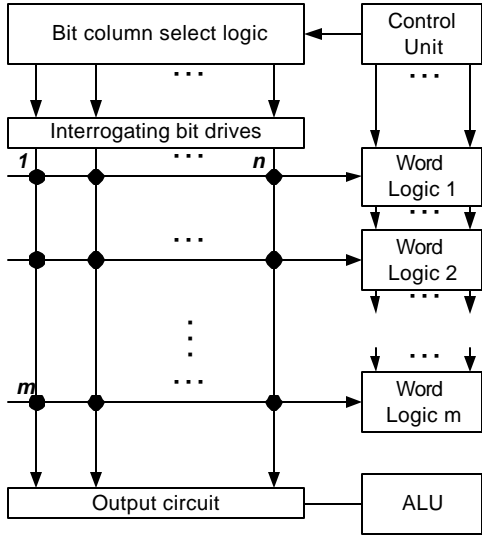 Bit column select logic
Control
Unit
...
...
Interrogating bit drives
1
...
n
Word
Logic 1
...
...
Word
Logic 2
...
...
m
...
Word
Logic m
Output circuit
ALU